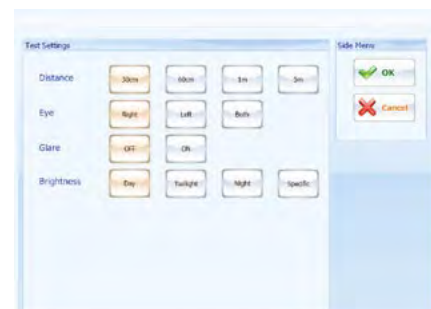 Test Settings
Side Menu
Distance 30cm 60cm 1m 5m
OK
Eye Right Left Both
Cancel
Glare OFF ON
Brightness Day Twilight Night Specific